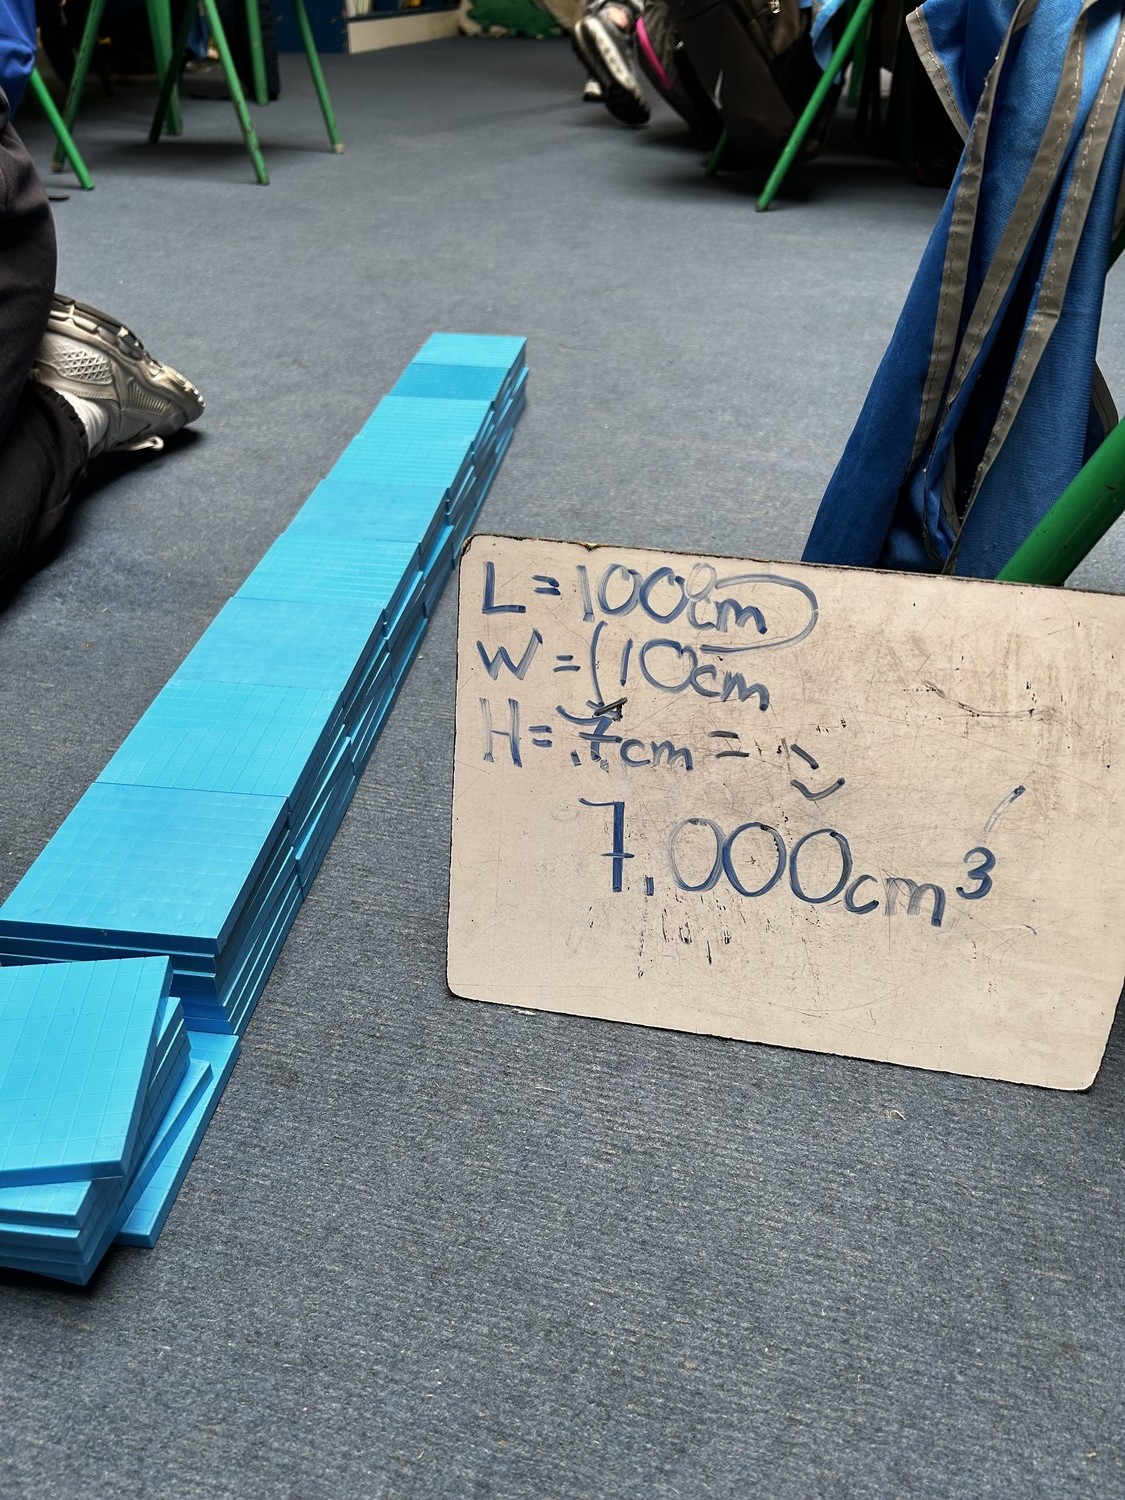 L = 100cm
W = 10cm
H = 7cm =
7,000cm³